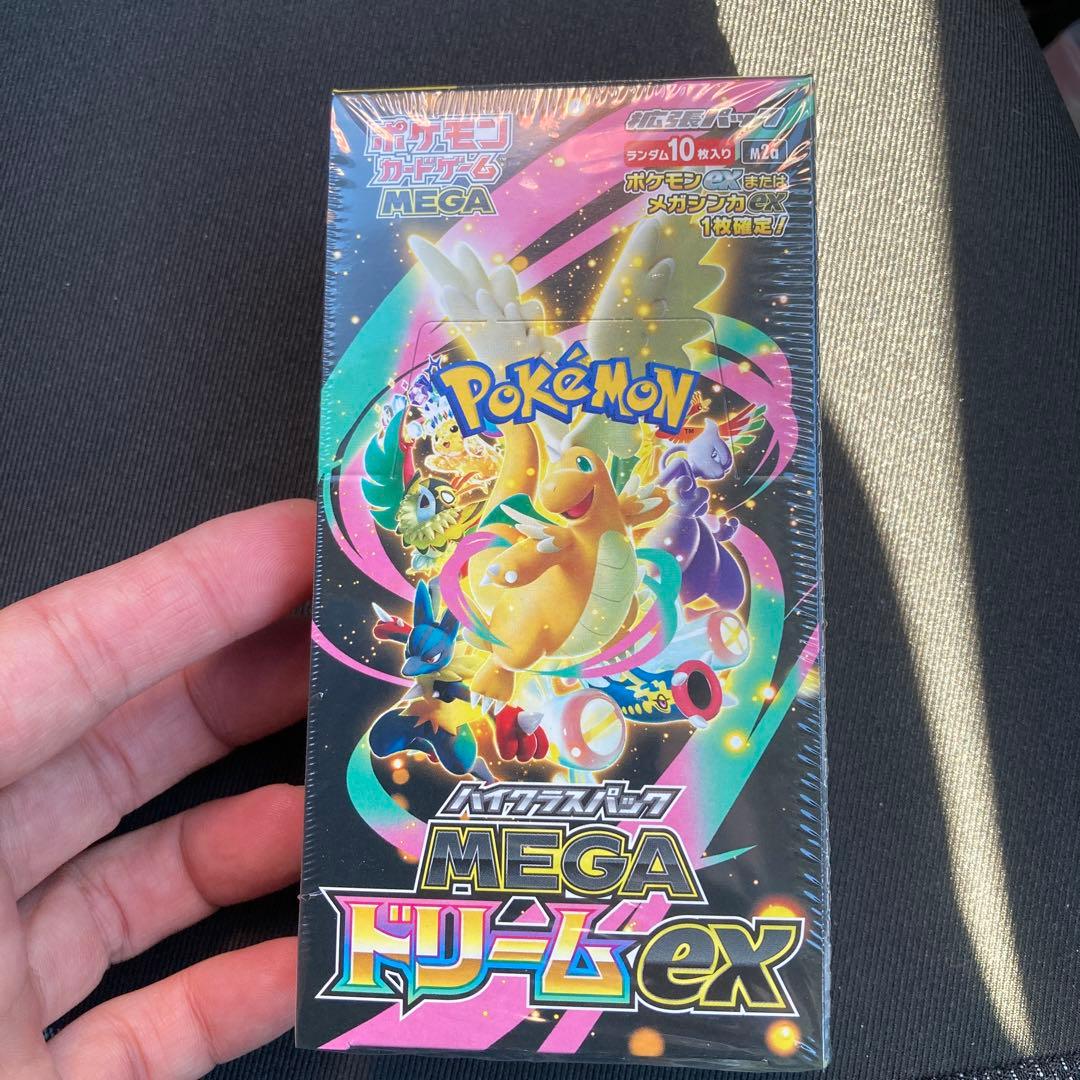 ポケモン
カードゲーム
MEGA
拡張パック
ランダム10枚入り M2a
ポケモンexまたは
メガシンカex
1枚確定!
POKéMON
TM
ハイクラスパック
MEGA
ドリームex